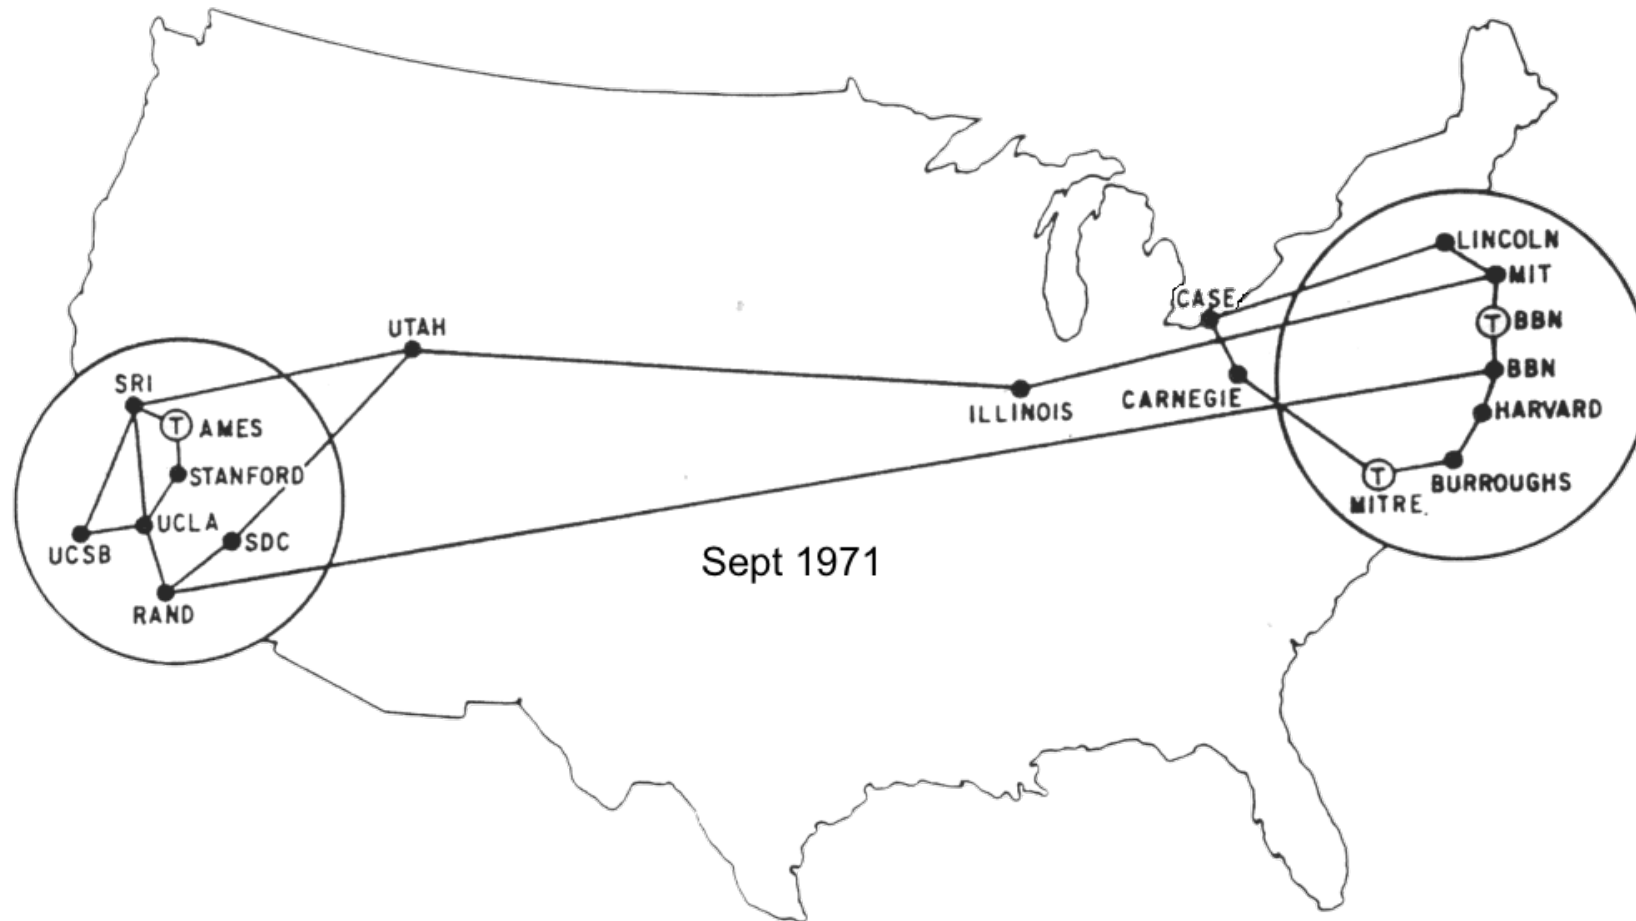 LINCOLN
MIT
CASE
T BBN
UTAH
BBN
SRI
ILLINOIS
CARNEGIE
HARVARD
T AMES
STANFORD
T
BURROUGHS
MITRE.
UCLA
SDC
UCSB
Sept 1971
RAND